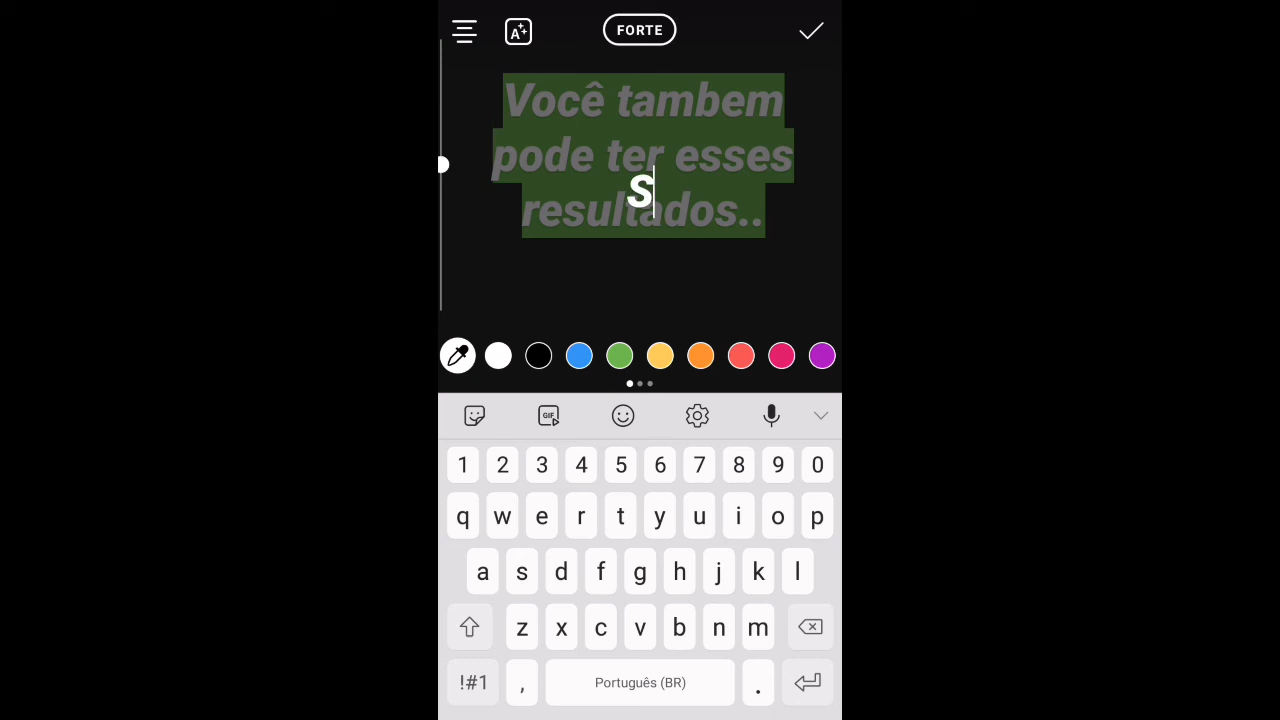 FORTE
Você tambem
pode ter esses
S
resultados..
GIF
1 2 3 4 5 6 7 8 9 0
q w e r t y u i o p
a s d f g h j k l
z x c v b n m
!#1 , Português (BR) .